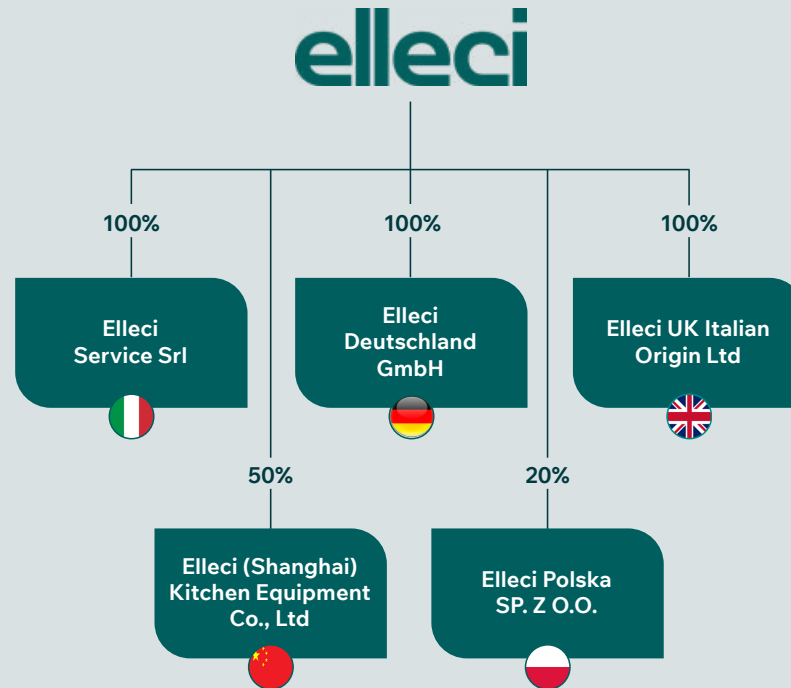 elleci
100%
100%
100%
Elleci
Service Srl
Elleci
Deutschland
GmbH
Elleci UK Italian
Origin Ltd
50%
20%
Elleci (Shanghai)
Kitchen Equipment
Co., Ltd
Elleci Polska
SP. Z O.O.